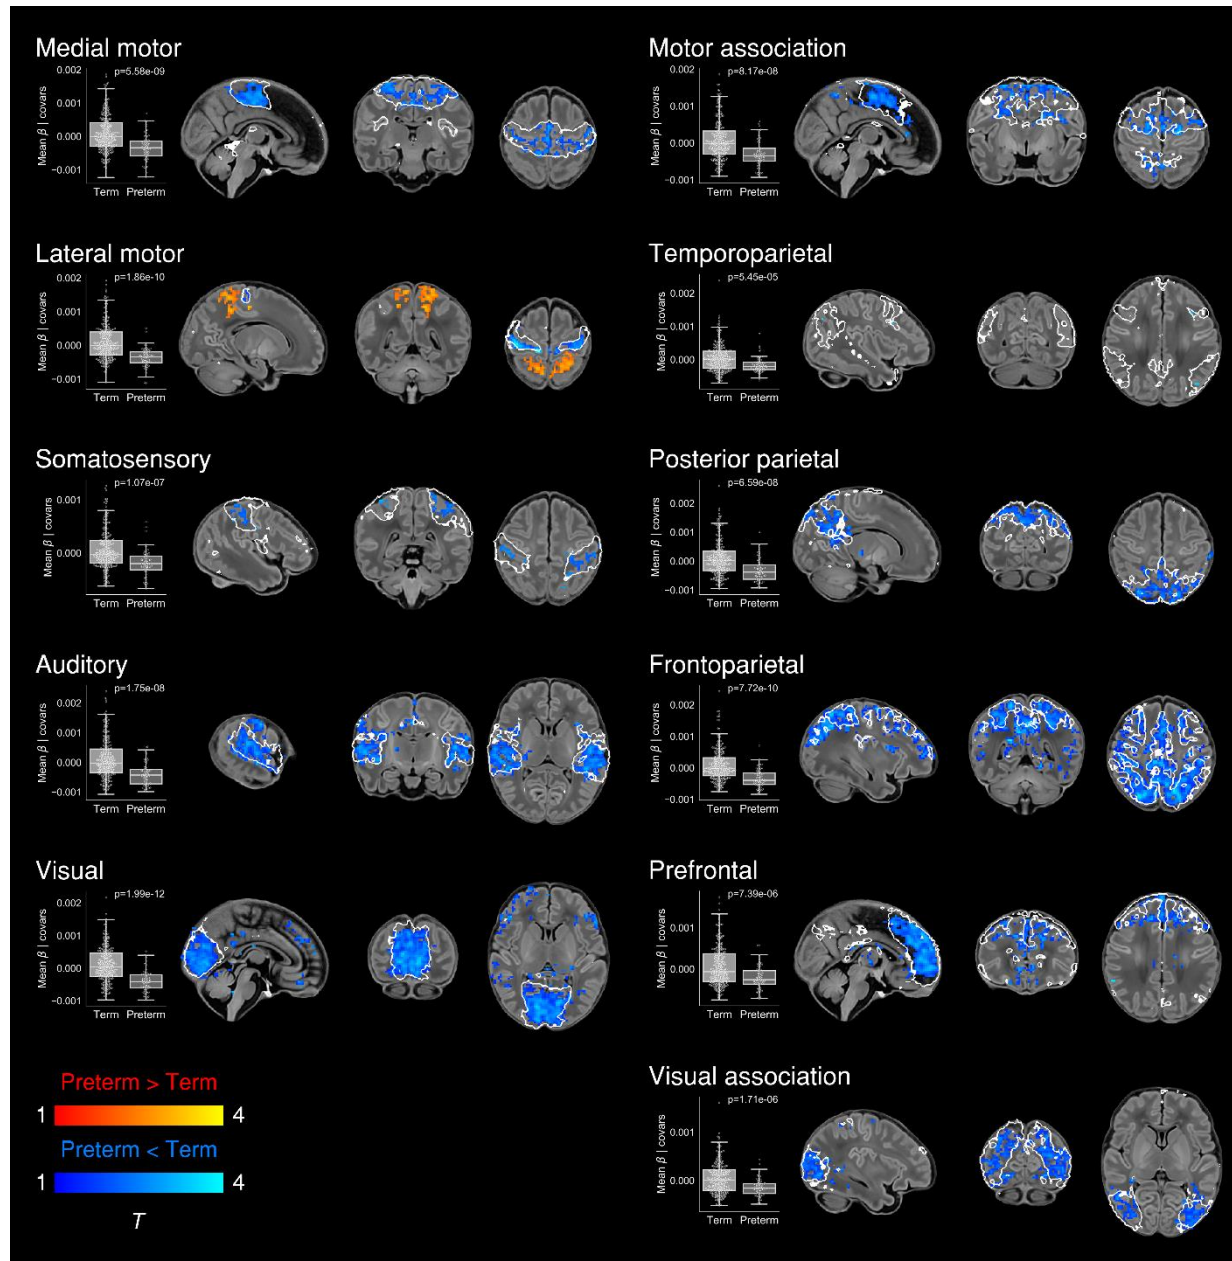 Medial motor
p=5.58e-09
0.002
0.001
0.000
−0.001
Mean β | covars
Term Preterm
Motor association
p=8.17e-08
0.002
0.001
0.000
−0.001
Mean β | covars
Term Preterm
Lateral motor
p=1.86e-10
0.002
0.001
0.000
−0.001
Mean β | covars
Term Preterm
Temporoparietal
p=5.45e-05
0.002
0.001
0.000
Mean β | covars
Term Preterm
Somatosensory
p=1.07e-07
0.001
0.000
Mean β | covars
Term Preterm
Posterior parietal
p=6.59e-08
0.002
0.001
0.000
−0.001
Mean β | covars
Term Preterm
Auditory
p=1.75e-08
0.002
0.001
0.000
−0.001
Mean β | covars
Term Preterm
Frontoparietal
p=7.72e-10
0.002
0.001
0.000
−0.001
Mean β | covars
Term Preterm
Visual
p=1.99e-12
0.002
0.001
0.000
−0.001
Mean β | covars
Term Preterm
Prefrontal
p=7.39e-06
0.001
0.000
Mean β | covars
Term Preterm
Preterm > Term
1 4
Preterm < Term
1 4
T
Visual association
p=1.71e-06
0.001
0.000
Mean β | covars
Term Preterm